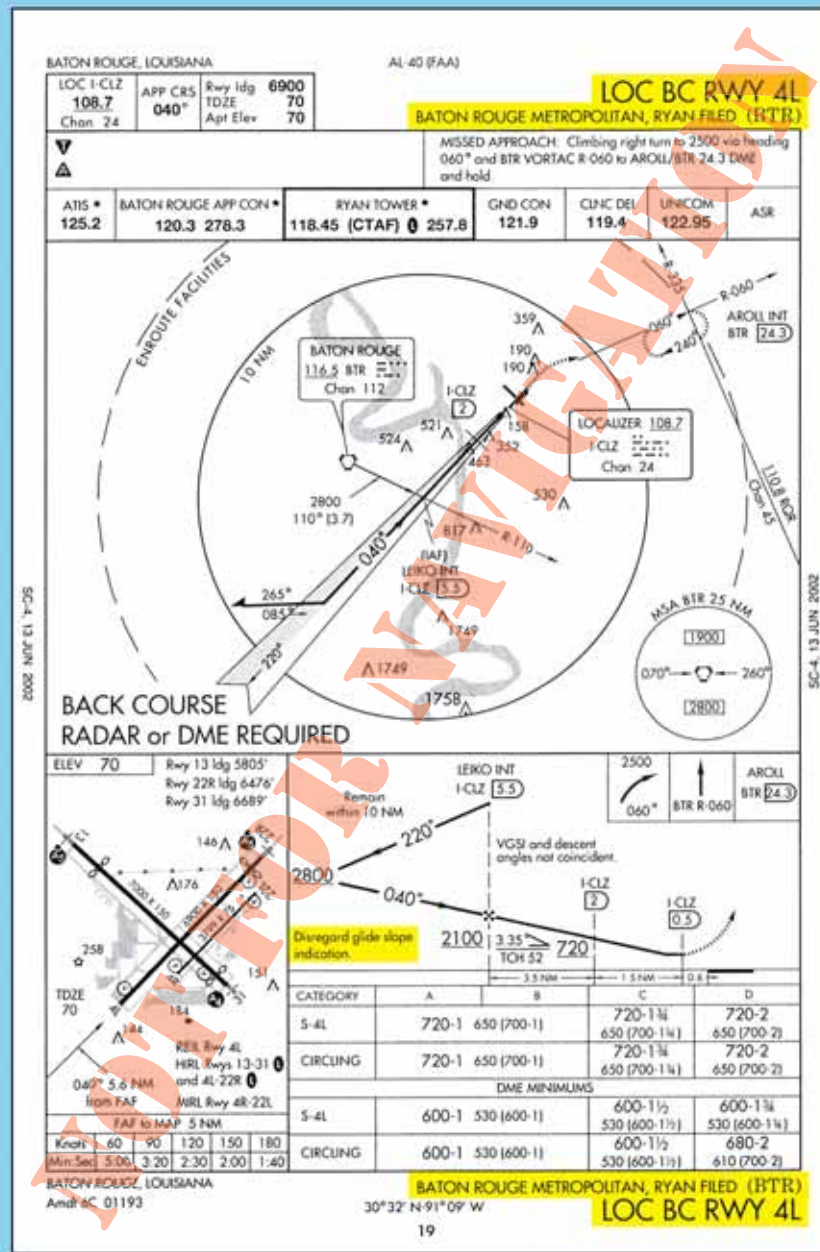 BATON ROUGE, LOUISIANA
AL-40 (FAA)
LOC I-CLZ
108.7
Chan 24
APP CRS
040°
Rwy ldg 6900
TDZE 70
Apt Elev 70
LOC BC RWY 4L
BATON ROUGE METROPOLITAN, RYAN FILED (BTR)
T
A
MISSED APPROACH: Climbing right turn to 2500 via heading
060° and BTR VORTAC R-060 to AROLL/BTR 24.3 DME
and hold.
ATIS *
125.2
BATON ROUGE APP CON *
120.3 278.3
RYAN TOWER *
118.45 (CTAF) L 257.8
GND CON
121.9
CLNC DEL
119.4
UNICOM
122.95
ASR
ENROUTE FACILITIES
10 NM
BATON ROUGE
116.5 BTR
Chan 112
I-CLZ
2
359
190
190
R-335
R-060
060°
240°
AROLL INT
BTR 24.3
LOCALIZER 108.7
I-CLZ
Chan 24
524
521
158
352
463
530
2800
110° (3.7)
817
R-110
040°
(IAF)
LEIKO INT
I-CLZ 5.5
110.8 RQR
Chan 45
265°
085°
220°
1749
1749
1758
MSA BTR 25 NM
1900
070°
260°
2800
BACK COURSE
RADAR or DME REQUIRED
SC-4, 13 JUN 2002
SC-4, 13 JUN 2002
ELEV 70
Rwy 13 ldg 5805'
Rwy 22R ldg 6476'
Rwy 31 ldg 6689'
146
176
13
22R
22L
7000 X 150
6900 X 150
3799 X 75
258
TDZE
70
4R
151
184
184
REIL Rwy 4L
HIRL Rwys 13-31 L
and 4L-22R L
MIRL Rwy 4R-22L
040° 5.6 NM
from FAF
FAF to MAP 5 NM
Knots 60 90 120 150 180
Min:Sec 5:00 3:20 2:30 2:00 1:40
Remain
within 10 NM
LEIKO INT
I-CLZ 5.5
2500
060°
BTR R-060
AROLL
BTR 24.3
220°
VGSI and descent
angles not coincident.
2800
040°
I-CLZ
2
I-CLZ
0.5
Disregard glide slope
indication.
2100
3.35°
TCH 52
720
3.5 NM
1.5 NM
0.6
CATEGORY A B C D
S-4L 720-1 650 (700-1) 720-1¾ 650 (700-1¾) 720-2 650 (700-2)
CIRCLING 720-1 650 (700-1) 720-1¾ 650 (700-1¾) 720-2 650 (700-2)
DME MINIMUMS
S-4L 600-1 530 (600-1) 600-1½ 530 (600-1½) 600-1¾ 530 (600-1¾)
CIRCLING 600-1 530 (600-1) 600-1½ 530 (600-1½) 680-2 610 (700-2)
BATON ROUGE, LOUISIANA
Amdt 6C 01193
30°32' N-91°09' W
BATON ROUGE METROPOLITAN, RYAN FILED (BTR)
LOC BC RWY 4L
19
NOT FOR NAVIGATION